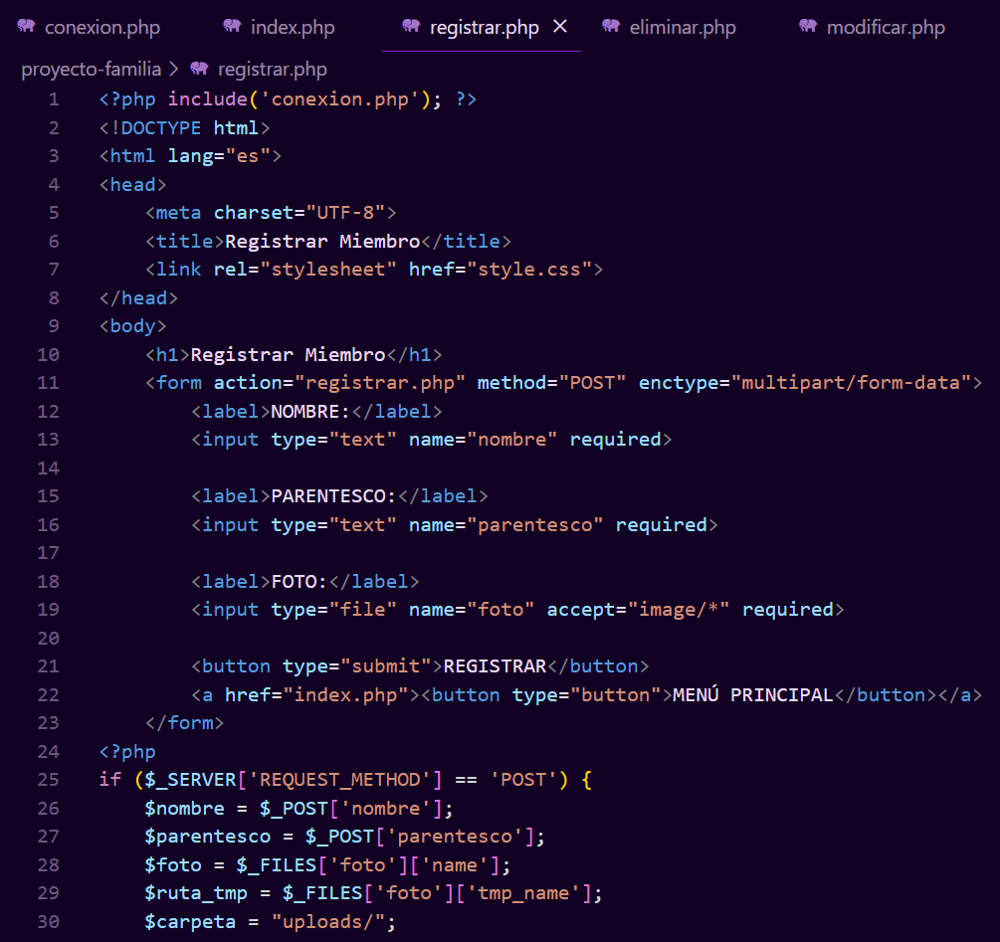 conexion.php index.php registrar.php × eliminar.php modificar.php
proyecto-familia > registrar.php
1 <?php include('conexion.php'); ?>
2 <!DOCTYPE html>
3 <html lang="es">
4 <head>
5     <meta charset="UTF-8">
6     <title>Registrar Miembro</title>
7     <link rel="stylesheet" href="style.css">
8 </head>
9 <body>
10     <h1>Registrar Miembro</h1>
11     <form action="registrar.php" method="POST" enctype="multipart/form-data">
12         <label>NOMBRE:</label>
13         <input type="text" name="nombre" required>
14
15         <label>PARENTESCO:</label>
16         <input type="text" name="parentesco" required>
17
18         <label>FOTO:</label>
19         <input type="file" name="foto" accept="image/*" required>
20
21         <button type="submit">REGISTRAR</button>
22         <a href="index.php"><button type="button">MENÚ PRINCIPAL</button></a>
23     </form>
24 <?php
25 if ($_SERVER['REQUEST_METHOD'] == 'POST') {
26     $nombre = $_POST['nombre'];
27     $parentesco = $_POST['parentesco'];
28     $foto = $_FILES['foto']['name'];
29     $ruta_tmp = $_FILES['foto']['tmp_name'];
30     $carpeta = "uploads/";